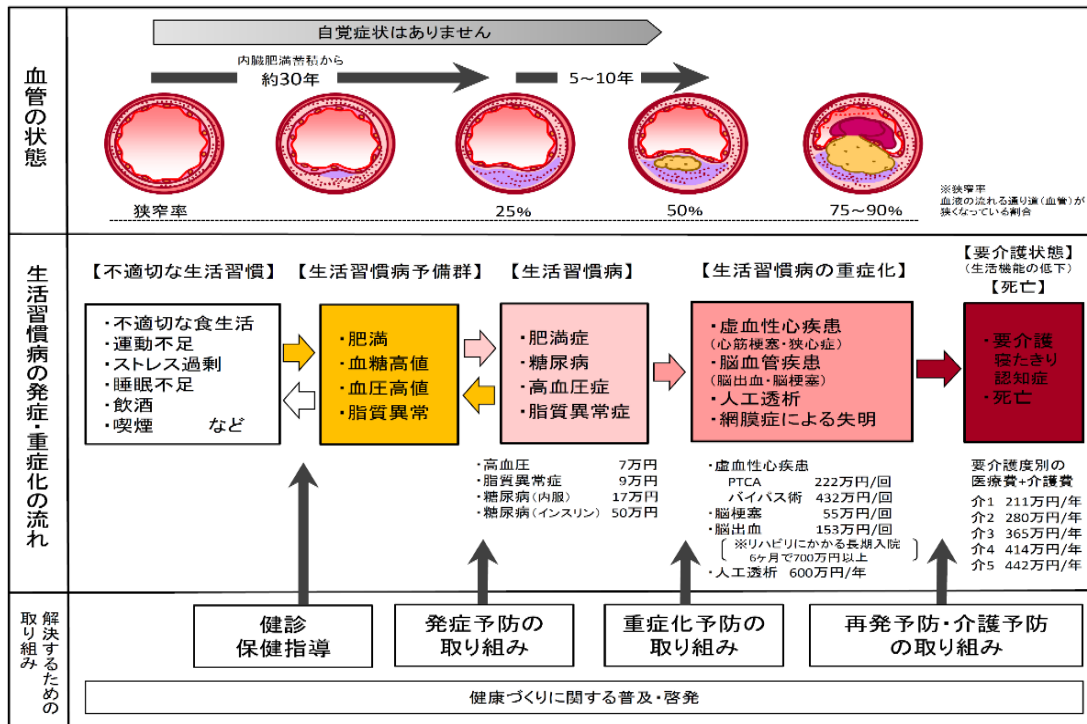 血管の状態
自覚症状はありません
内臓肥満蓄積から
約30年
5～10年
狭窄率
25%
50%
75～90%
※狭窄率
血液の流れる通り道(血管)が
狭くなっている割合
生活習慣病の発症・重症化の流れ
【不適切な生活習慣】
・不適切な食生活
・運動不足
・ストレス過剰
・睡眠不足
・飲酒
・喫煙 など
【生活習慣病予備群】
・肥満
・血糖高値
・血圧高値
・脂質異常
【生活習慣病】
・肥満症
・糖尿病
・高血圧症
・脂質異常症
・高血圧 7万円
・脂質異常症 9万円
・糖尿病(内服) 17万円
・糖尿病(インスリン) 50万円
【生活習慣病の重症化】
・虚血性心疾患
(心筋梗塞・狭心症)
・脳血管疾患
(脳出血・脳梗塞)
・人工透析
・網膜症による失明
・虚血性心疾患
PTCA 222万円/回
バイパス術 432万円/回
・脳梗塞 55万円/回
・脳出血 153万円/回
※リハビリにかかる長期入院
6ヶ月で700万円以上
・人工透析 600万円/年
【要介護状態】
(生活機能の低下)
【死亡】
・要介護
寝たきり
認知症
・死亡
要介護度別の
医療費+介護費
介1 211万円/年
介2 280万円/年
介3 365万円/年
介4 414万円/年
介5 442万円/年
解決するための
取り組み
健診
保健指導
発症予防の
取り組み
重症化予防の
取り組み
再発予防・介護予防
の取り組み
健康づくりに関する普及・啓発